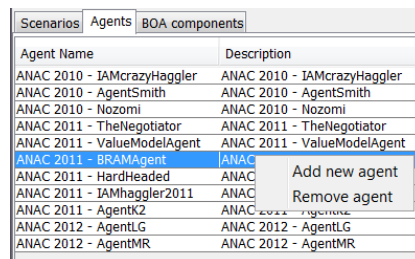 Scenarios Agents BOA components
Agent Name Description
ANAC 2010 - IAMcrazyHaggler ANAC 2010 - IAMcrazyHaggler
ANAC 2010 - AgentSmith ANAC 2010 - AgentSmith
ANAC 2010 - Nozomi ANAC 2010 - Nozomi
ANAC 2011 - TheNegotiator ANAC 2011 - TheNegotiator
ANAC 2011 - ValueModelAgent ANAC 2011 - ValueModelAgent
ANAC 2011 - BRAMAgent ANAC
Add new agent
ANAC 2011 - HardHeaded ANAC
ANAC 2011 - IAMhaggler2011 ANAC
Remove agent
ANAC 2011 - AgentK2 ANAC
ANAC 2012 - AgentLG ANAC 2012 - AgentLG
ANAC 2012 - AgentMR ANAC 2012 - AgentMR